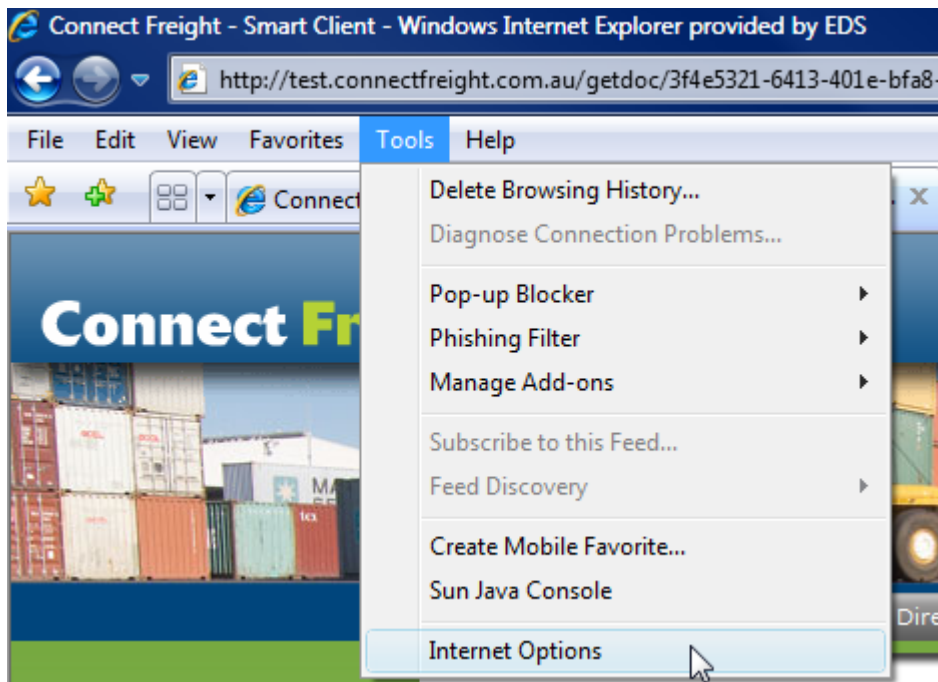 Connect Freight - Smart Client - Windows Internet Explorer provided by EDS
http://test.connectfreight.com.au/getdoc/3f4e5321-6413-401e-bfa8-
File Edit View Favorites Tools Help
Connect
Delete Browsing History...
Diagnose Connection Problems...
Pop-up Blocker
Connect Fr
Phishing Filter
Manage Add-ons
Subscribe to this Feed...
Feed Discovery
Create Mobile Favorite...
Sun Java Console
Dire
Internet Options